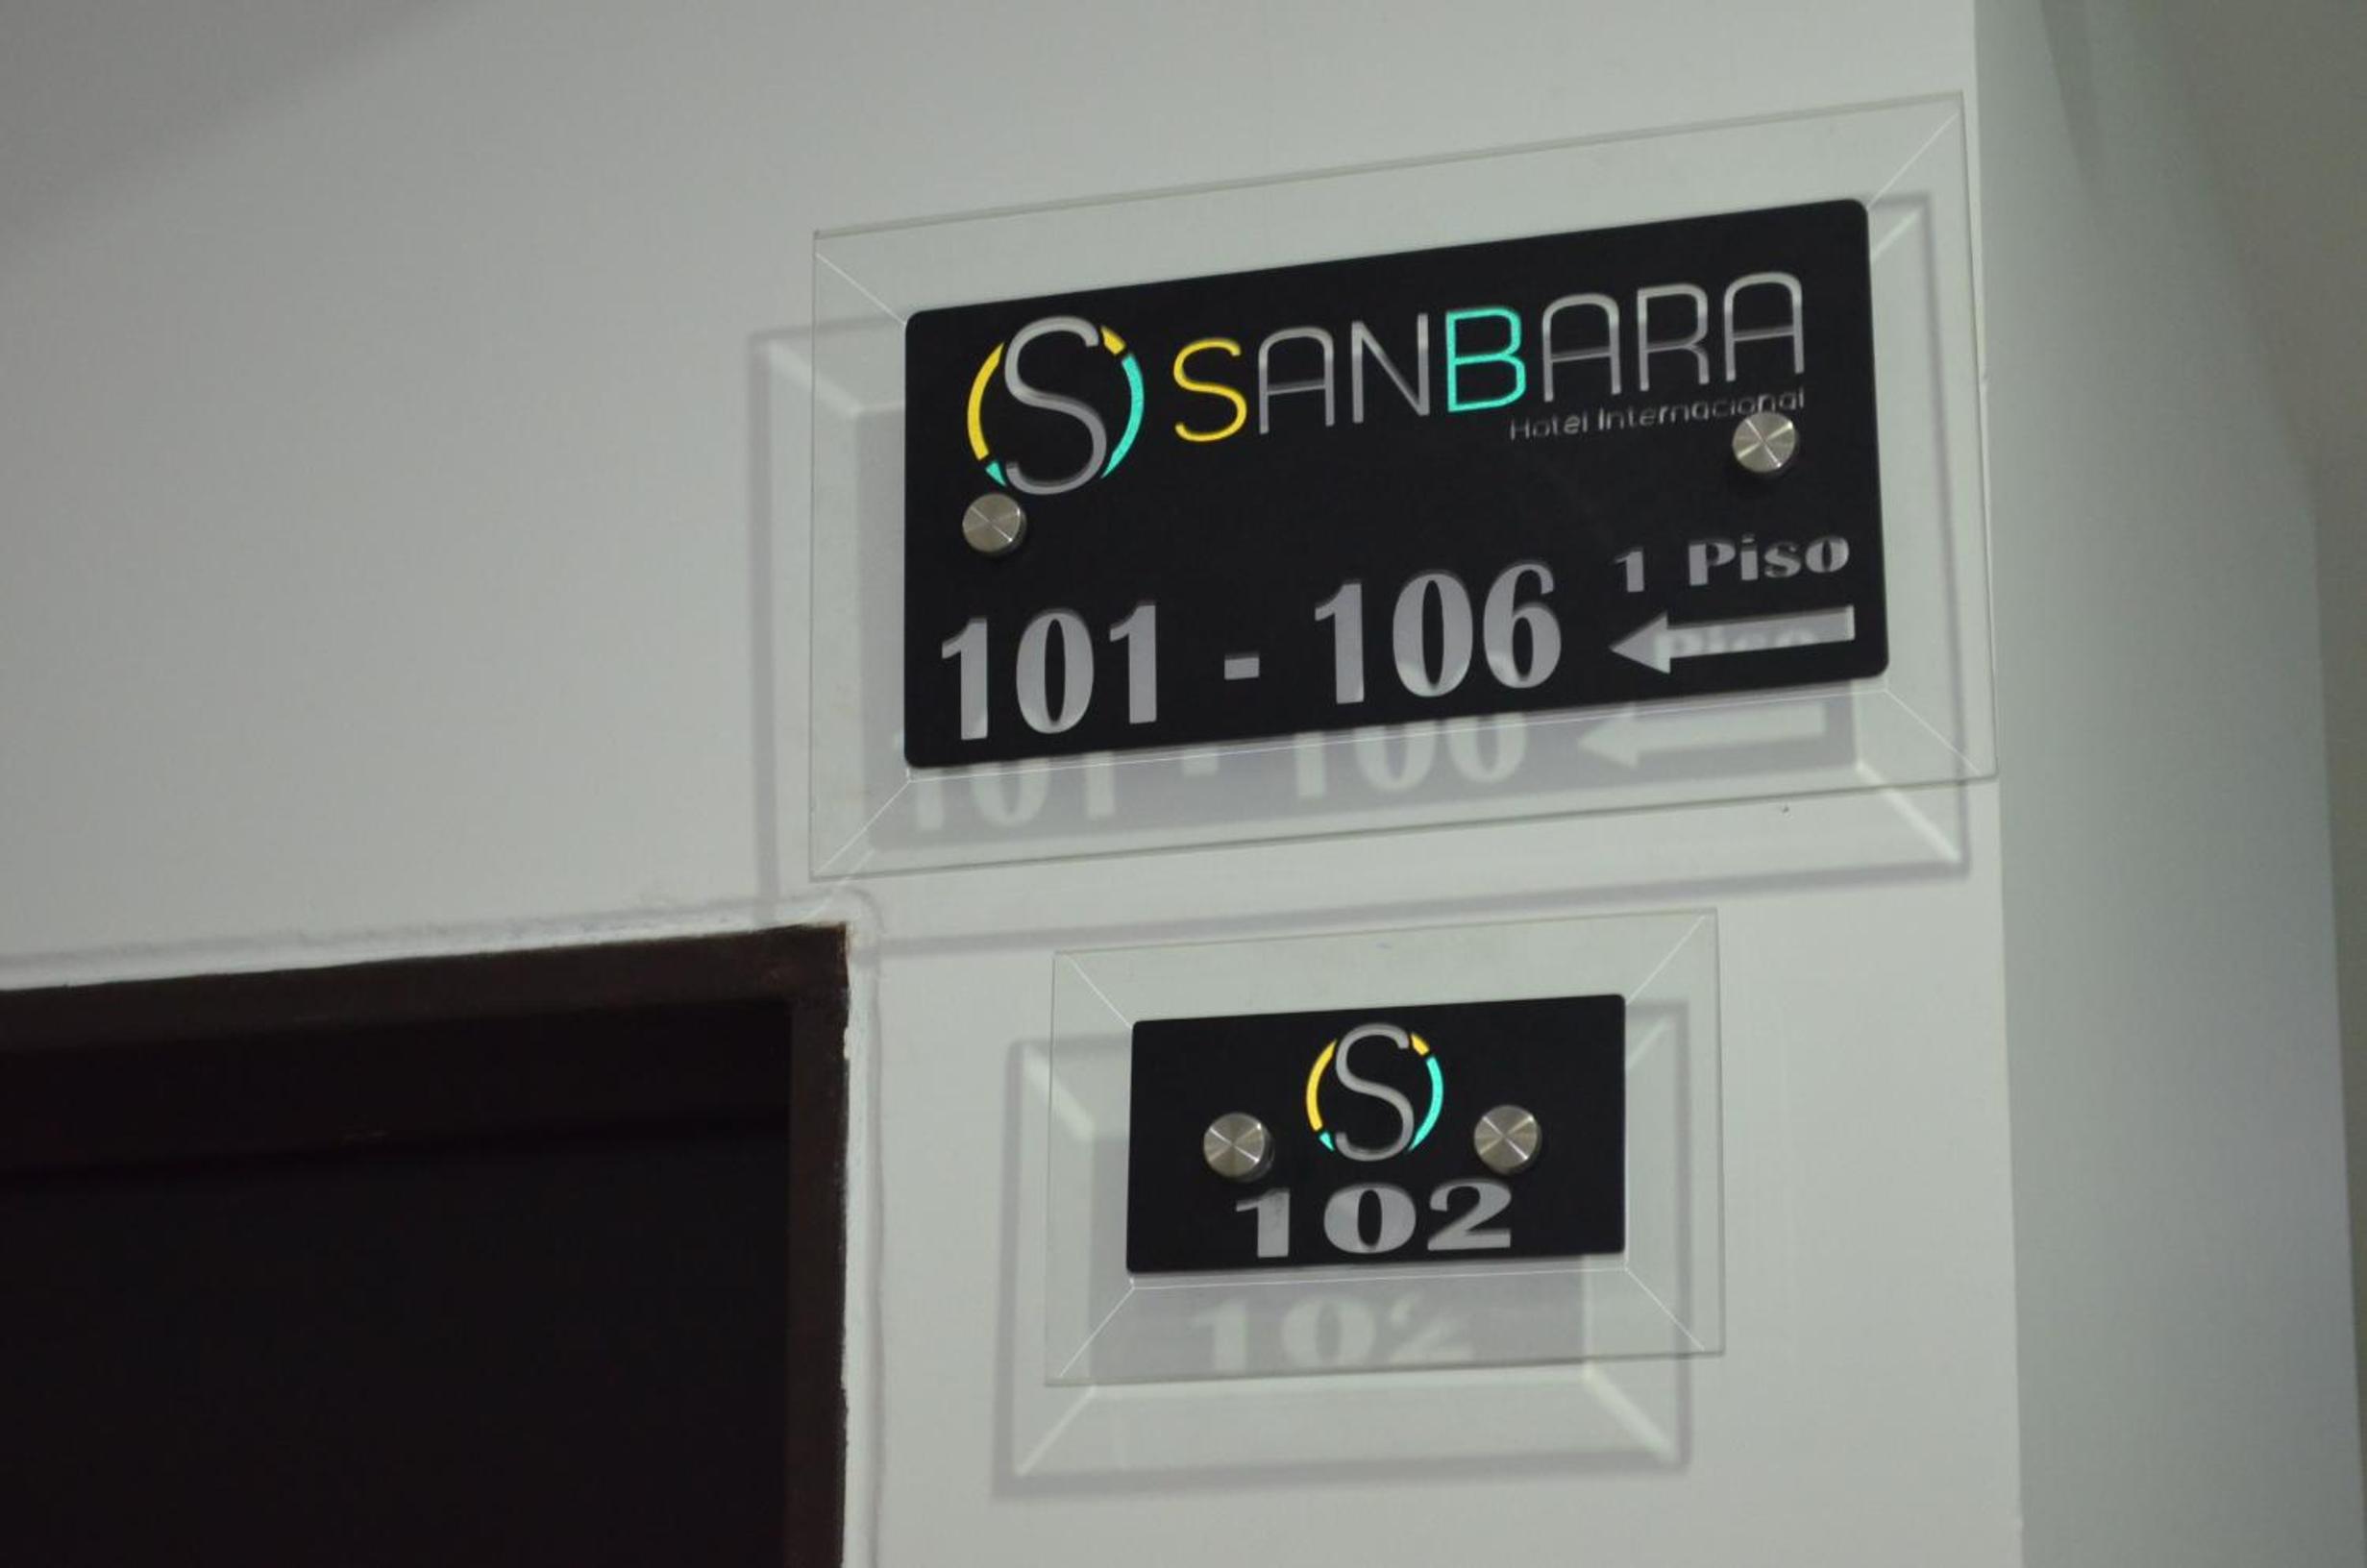 S SANBARA
Hotel Internacional
1 Piso
101 - 106
S
102